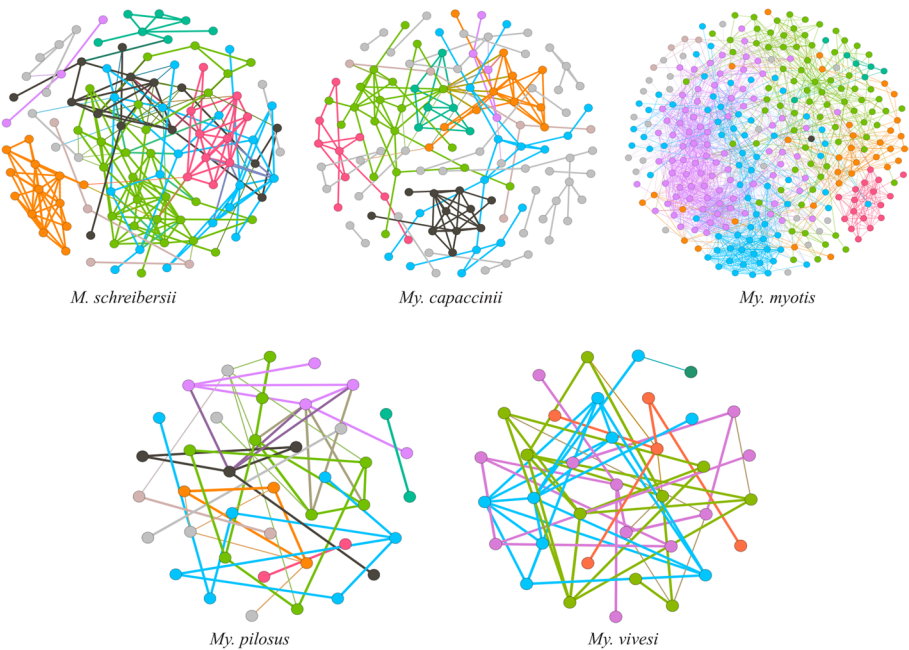 M. schreibersii
My. capaccinii
My. myotis
My. pilosus
My. vivesi